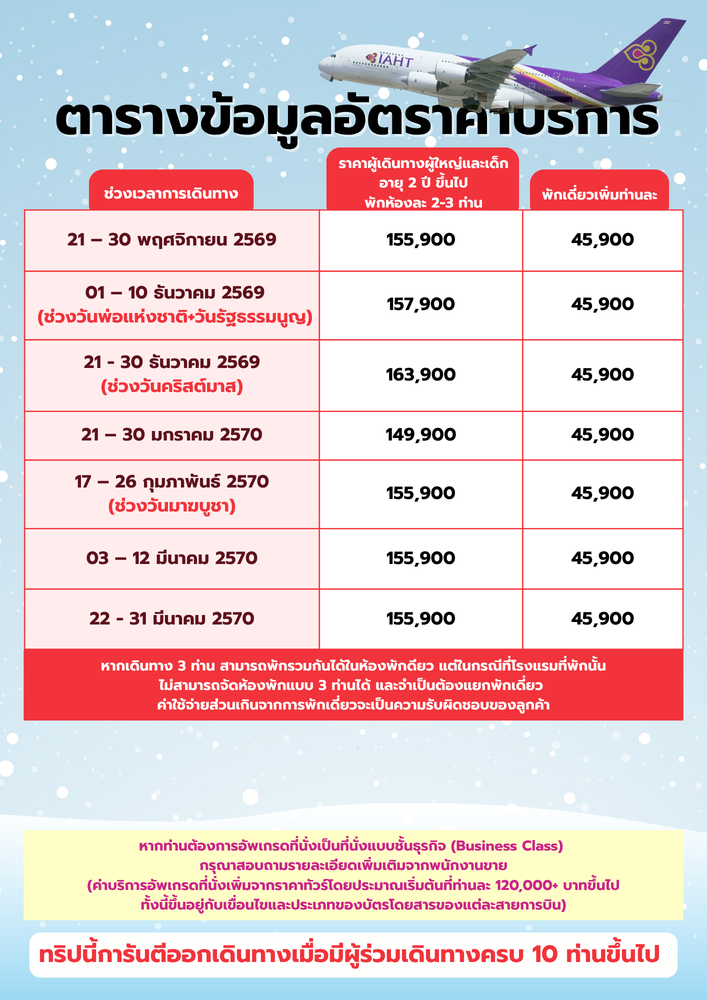 IAHT
ตารางข้อมูลอัตราค่าบริการ
ช่วงเวลาการเดินทาง
ราคาผู้เดินทางผู้ใหญ่และเด็ก
อายุ 2 ปี ขึ้นไป
พักห้องละ 2-3 ท่าน
พักเดี่ยวเพิ่มท่านละ
21 – 30 พฤศจิกายน 2569 155,900 45,900
01 – 10 ธันวาคม 2569
(ช่วงวันพ่อแห่งชาติ+วันรัฐธรรมนูญ) 157,900 45,900
21 - 30 ธันวาคม 2569
(ช่วงวันคริสต์มาส) 163,900 45,900
21 – 30 มกราคม 2570 149,900 45,900
17 – 26 กุมภาพันธ์ 2570
(ช่วงวันมาฆบูชา) 155,900 45,900
03 – 12 มีนาคม 2570 155,900 45,900
22 - 31 มีนาคม 2570 155,900 45,900
หากเดินทาง 3 ท่าน สามารถพักรวมกันได้ในห้องพักดียว แต่ในกรณีที่โรงแรมที่พักนั้น
ไม่สามารถจัดห้องพักแบบ 3 ท่านได้ และจำเป็นต้องแยกพักเดี่ยว
ค่าใช้จ่ายส่วนเกินจากการพักเดี่ยวจะเป็นความรับผิดชอบของลูกค้า
หากท่านต้องการอัพเกรดที่นั่งเป็นที่นั่งแบบชั้นธุรกิจ (Business Class)
กรุณาสอบถามรายละเอียดเพิ่มเติมจากพนักงานขาย
(ค่าบริการอัพเกรดที่นั่งเพิ่มจากราคาทัวร์โดยประมาณเริ่มต้นที่ท่านละ 120,000+ บาทขึ้นไป
ทั้งนี้ขึ้นอยู่กับเขื่อนไขและประเภทของบัตรโดยสารของแต่ละสายการบิน)
ทริปนี้การันตีออกเดินทางเมื่อมีผู้ร่วมเดินทางครบ 10 ท่านขึ้นไป